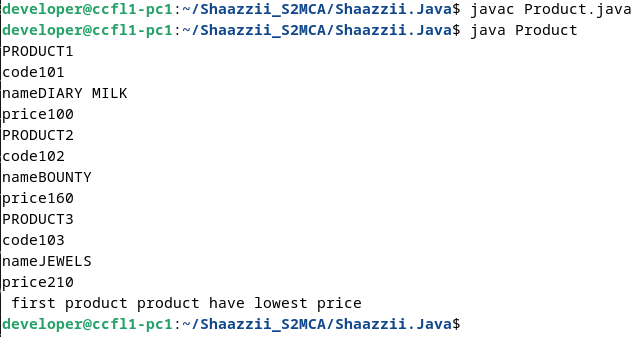 developer@ccfl1-pc1:~/Shaazzii_S2MCA/Shaazzii.Java$ javac Product.java
developer@ccfl1-pc1:~/Shaazzii_S2MCA/Shaazzii.Java$ java Product
PRODUCT1
code101
nameDIARY MILK
price100
PRODUCT2
code102
nameBOUNTY
price160
PRODUCT3
code103
nameJEWELS
price210
 first product product have lowest price
developer@ccfl1-pc1:~/Shaazzii_S2MCA/Shaazzii.Java$